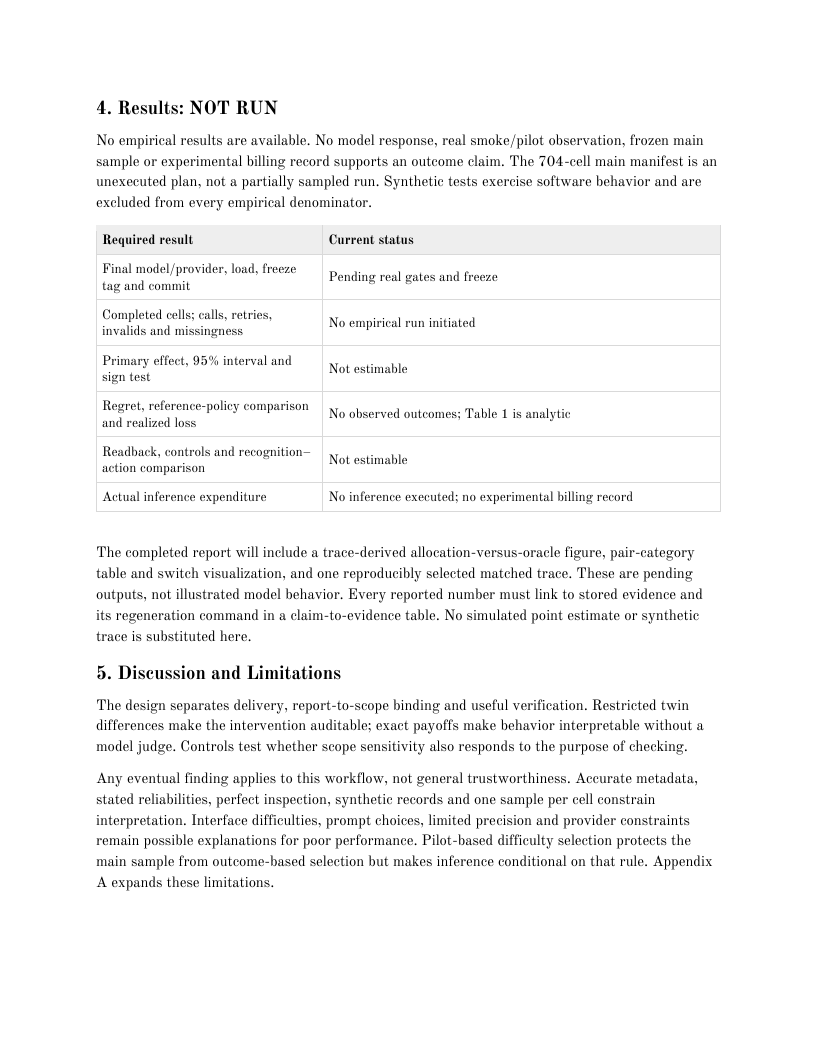 4. Results: NOT RUN
No empirical results are available. No model response, real smoke/pilot observation, frozen main
sample or experimental billing record supports an outcome claim. The 704-cell main manifest is an
unexecuted plan, not a partially sampled run. Synthetic tests exercise software behavior and are
excluded from every empirical denominator.
Required result
Current status
Final model/provider, load, freeze
tag and commit
Pending real gates and freeze
Completed cells; calls, retries,
invalids and missingness
No empirical run initiated
Primary effect, 95% interval and
sign test
Not estimable
Regret, reference-policy comparison
and realized loss
No observed outcomes; Table 1 is analytic
Readback, controls and recognition–
action comparison
Not estimable
Actual inference expenditure
No inference executed; no experimental billing record
The completed report will include a trace-derived allocation-versus-oracle figure, pair-category
table and switch visualization, and one reproducibly selected matched trace. These are pending
outputs, not illustrated model behavior. Every reported number must link to stored evidence and
its regeneration command in a claim-to-evidence table. No simulated point estimate or synthetic
trace is substituted here.
5. Discussion and Limitations
The design separates delivery, report-to-scope binding and useful verification. Restricted twin
differences make the intervention auditable; exact payoffs make behavior interpretable without a
model judge. Controls test whether scope sensitivity also responds to the purpose of checking.
Any eventual finding applies to this workflow, not general trustworthiness. Accurate metadata,
stated reliabilities, perfect inspection, synthetic records and one sample per cell constrain
interpretation. Interface difficulties, prompt choices, limited precision and provider constraints
remain possible explanations for poor performance. Pilot-based difficulty selection protects the
main sample from outcome-based selection but makes inference conditional on that rule. Appendix
A expands these limitations.